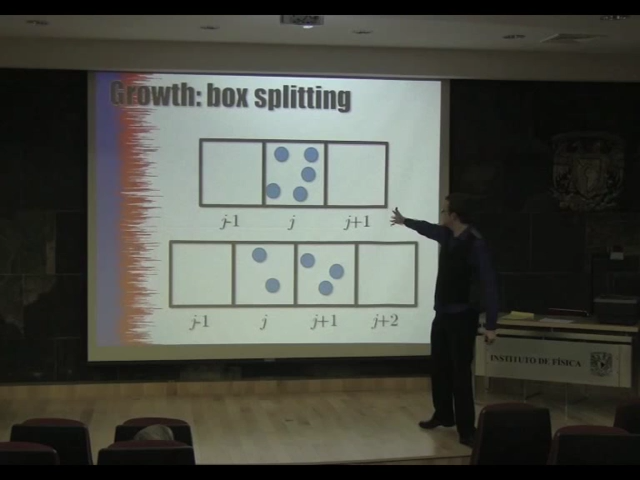 Growth: box splitting
j-1 j j+1
j-1 j j+1 j+2
INSTITUTO DE FÍSICA